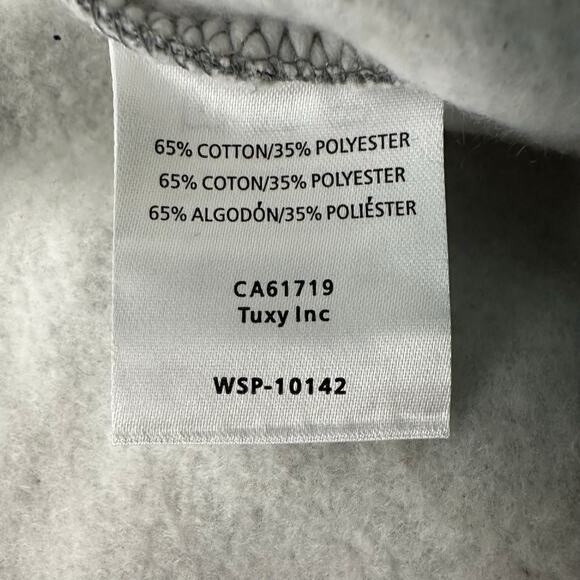 65% COTTON/35% POLYESTER
65% COTON/35% POLYESTER
65% ALGODÓN/35% POLIÉSTER
CA61719
Tuxy Inc
WSP-10142